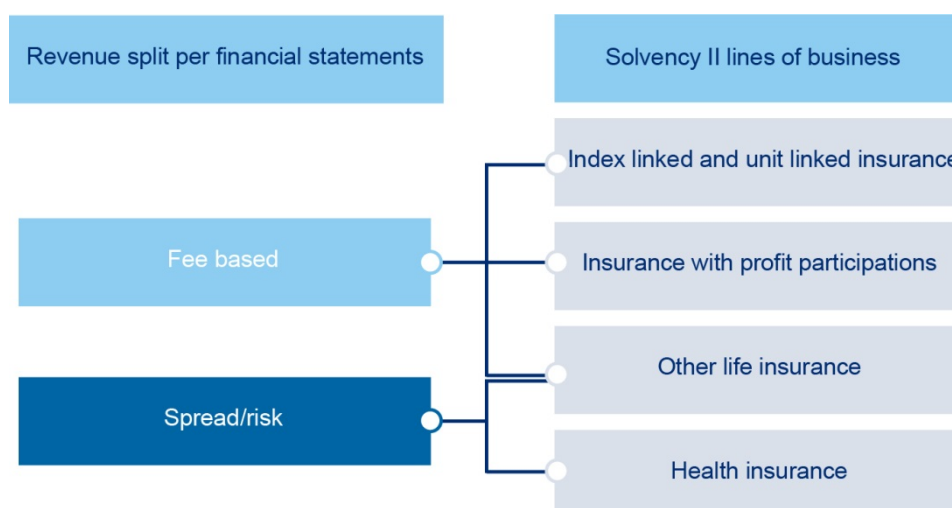 Revenue split per financial statements
Solvency II lines of business
Index linked and unit linked insurance
Fee based
Insurance with profit participations
Other life insurance
Spread/risk
Health insurance